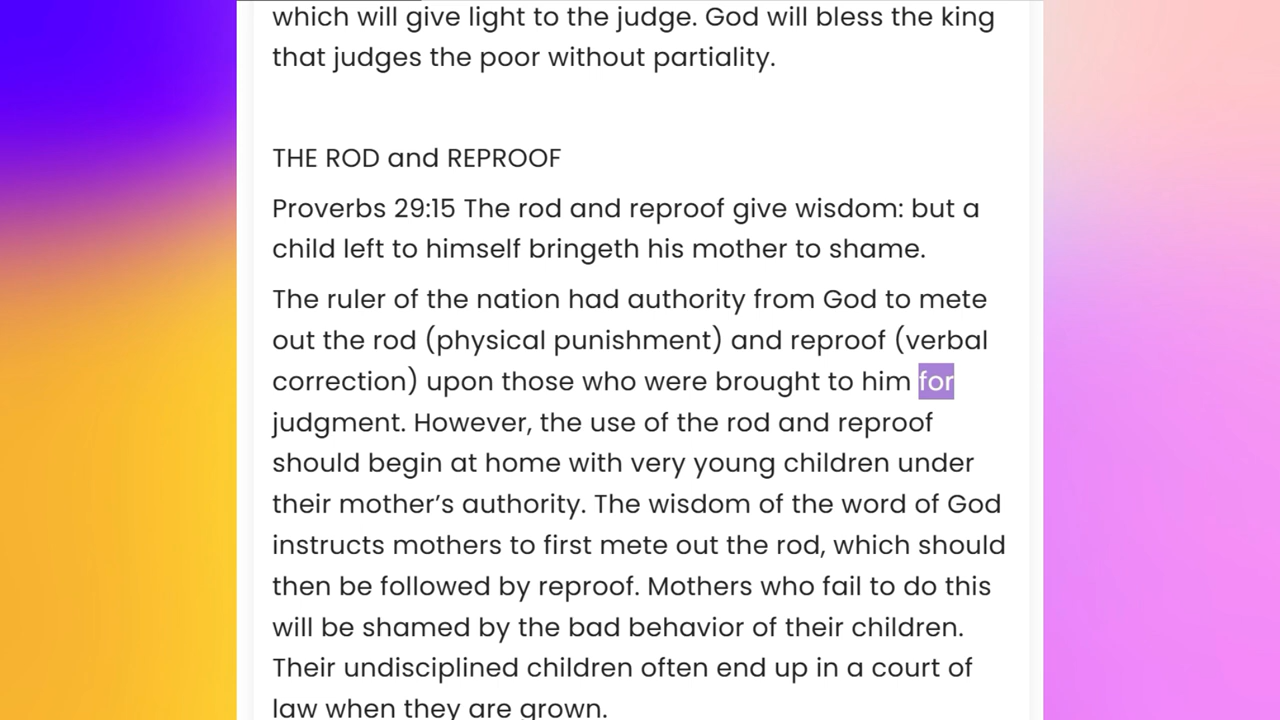 which will give light to the judge. God will bless the king
that judges the poor without partiality.
THE ROD and REPROOF
Proverbs 29:15 The rod and reproof give wisdom: but a
child left to himself bringeth his mother to shame.
The ruler of the nation had authority from God to mete
out the rod (physical punishment) and reproof (verbal
correction) upon those who were brought to him for
judgment. However, the use of the rod and reproof
should begin at home with very young children under
their mother’s authority. The wisdom of the word of God
instructs mothers to first mete out the rod, which should
then be followed by reproof. Mothers who fail to do this
will be shamed by the bad behavior of their children.
Their undisciplined children often end up in a court of
law when they are grown.